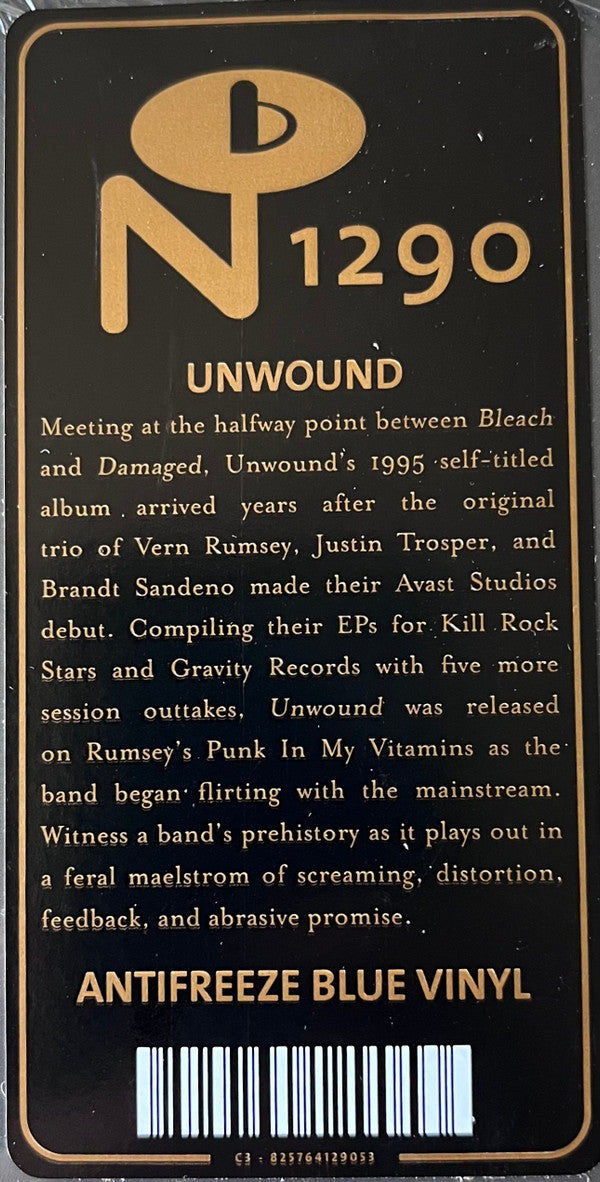 N 1290
UNWOUND
Meeting at the halfway point between Bleach
and Damaged, Unwound's 1995 self-titled
album arrived years after the original
trio of Vern Rumsey, Justin Trosper, and
Brandt Sandeno made their Avast Studios
debut. Compiling their EPs for Kill Rock
Stars and Gravity Records with five more
session outtakes, Unwound was released
on Rumsey's Punk In My Vitamins as the
band began flirting with the mainstream.
Witness a band's prehistory as it plays out in
a feral maelstrom of screaming, distortion,
feedback, and abrasive promise.
ANTIFREEZE BLUE VINYL
C3 - 825764129053